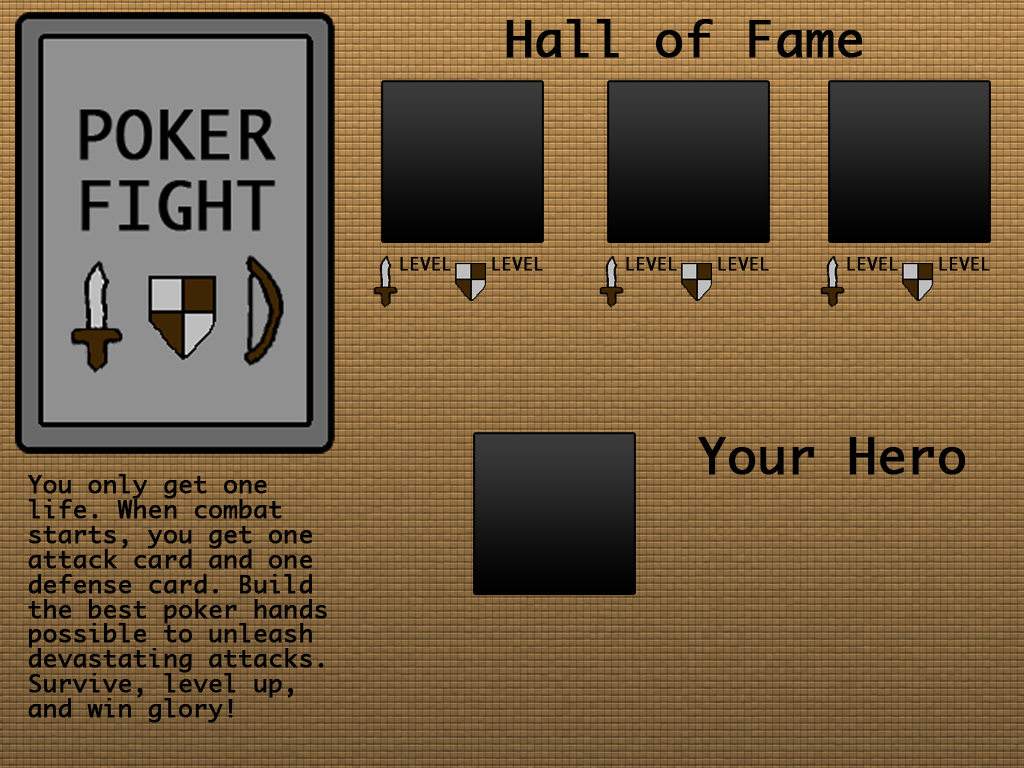 POKER
FIGHT
You only get one
life. When combat
starts, you get one
attack card and one
defense card. Build
the best poker hands
possible to unleash
devastating attacks.
Survive, level up,
and win glory!
Hall of Fame
LEVEL LEVEL LEVEL LEVEL LEVEL LEVEL
Your Hero